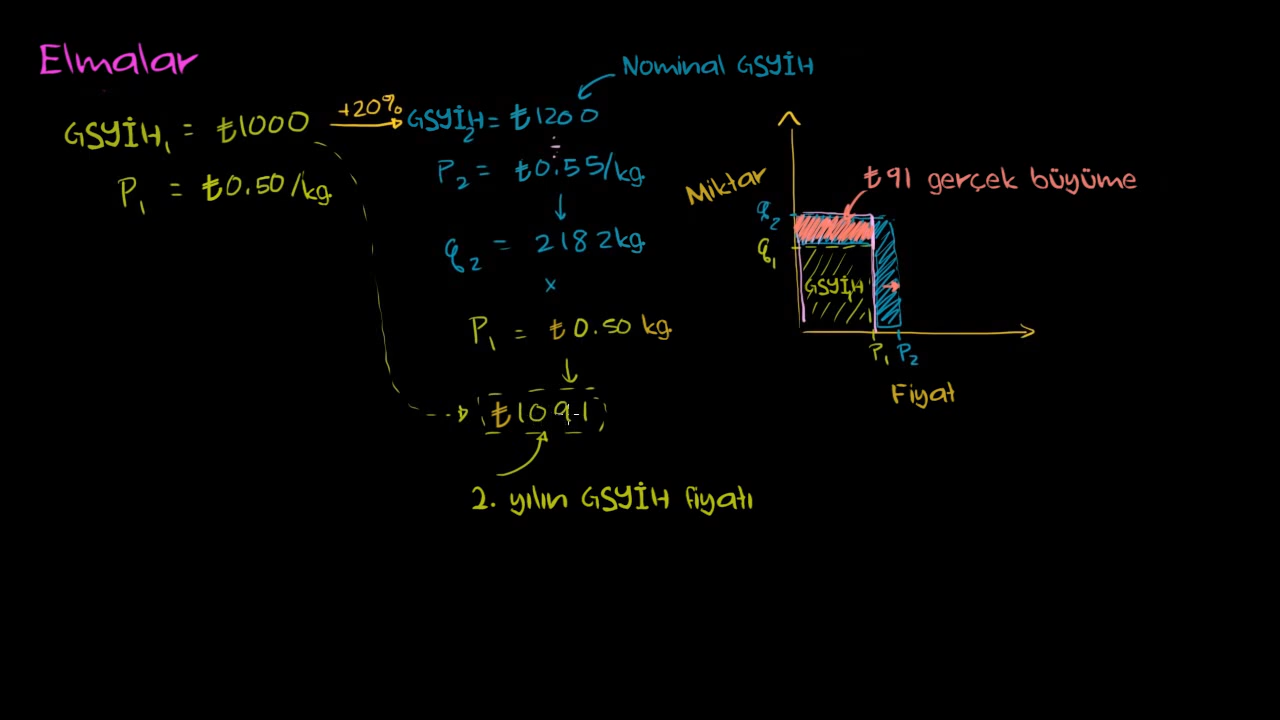 Elmalar
GSYİH₁ = ₺1000
P₁ = ₺0.50/kg.
+20%
Nominal GSYİH
GSYİH₂ = ₺1200
÷
P₂ = ₺0.55/kg.
q₂ = 2182kg.
x
P₁ = ₺0.50 kg.
₺1091
2. yılın GSYİH fiyatı
Miktar
₺91 gerçek büyüme
q₂
q₁
GSYİH₁
P₁ P₂
Fiyat